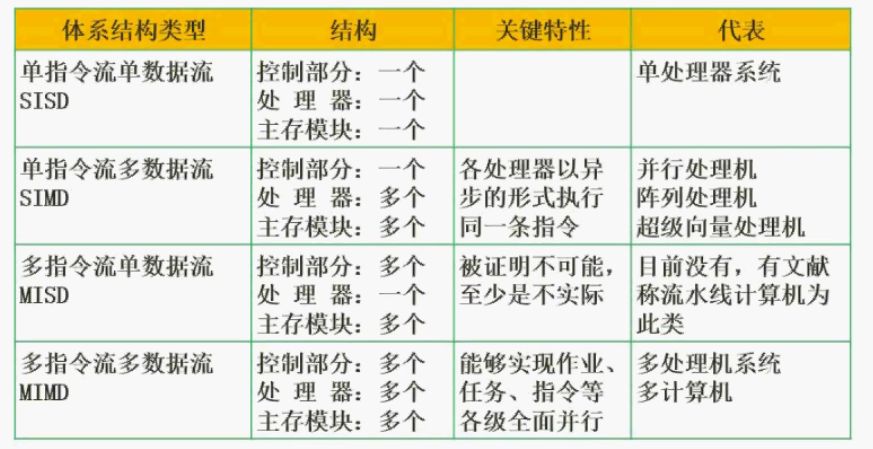 体系结构类型 结构 关键特性 代表
单指令流单数据流 控制部分：一个 单处理器系统
SISD 处 理 器：一个
主存模块：一个
单指令流多数据流 控制部分：一个 各处理器以异 并行处理机
SIMD 处 理 器：多个 步的形式执行 阵列处理机
主存模块：多个 同一条指令 超级向量处理机
多指令流单数据流 控制部分：多个 被证明不可能， 目前没有，有文献
MISD 处 理 器：一个 至少是不实际 称流水线计算机为
主存模块：多个 此类
多指令流多数据流 控制部分：多个 能够实现作业、 多处理机系统
MIMD 处 理 器：多个 任务、指令等 多计算机
主存模块：多个 各级全面并行